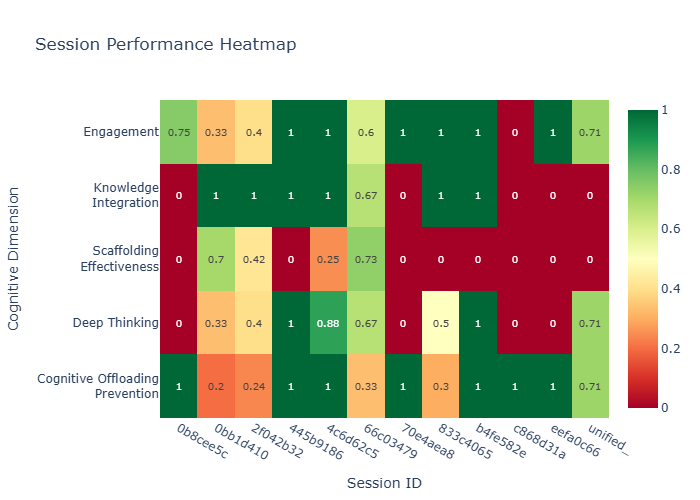 Session Performance Heatmap
Cognitive Dimension
Engagement
0.75 0.33 0.4 1 1 0.6 1 1 1 0 1 0.71
Knowledge
Integration
0 1 1 1 1 0.67 0 1 1 0 0 0
Scaffolding
Effectiveness
0 0.7 0.42 0 0.25 0.73 0 0 0 0 0 0
Deep Thinking
0 0.33 0.4 1 0.88 0.67 0 0.5 1 0 0 0.71
Cognitive Offloading
Prevention
1 0.2 0.24 1 1 0.33 1 0.3 1 1 1 0.71
0b8cee5c
0bb1d410
2f042b32
445b9186
4c6d62c5
66c03479
70e4aea8
833c4065
b4fe582e
c868d31a
eefa0c66
unified_
Session ID
1
0.8
0.6
0.4
0.2
0